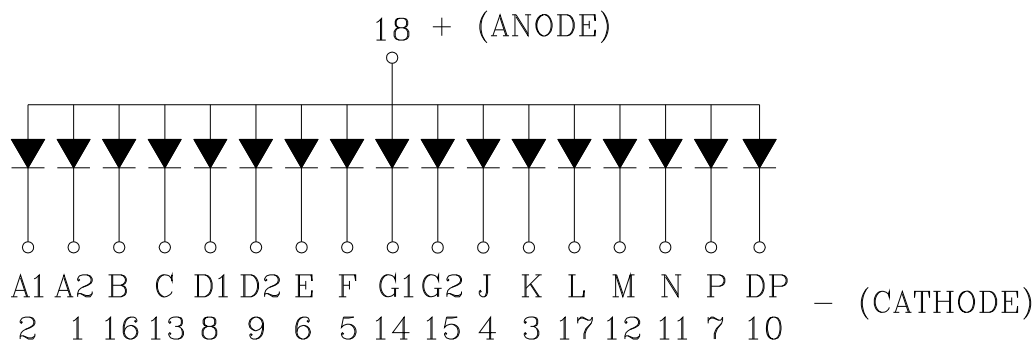 18 + (ANODE)
A1 A2 B C D1 D2 E F G1 G2 J K L M N P DP
2 1 16 13 8 9 6 5 14 15 4 3 17 12 11 7 10
- (CATHODE)